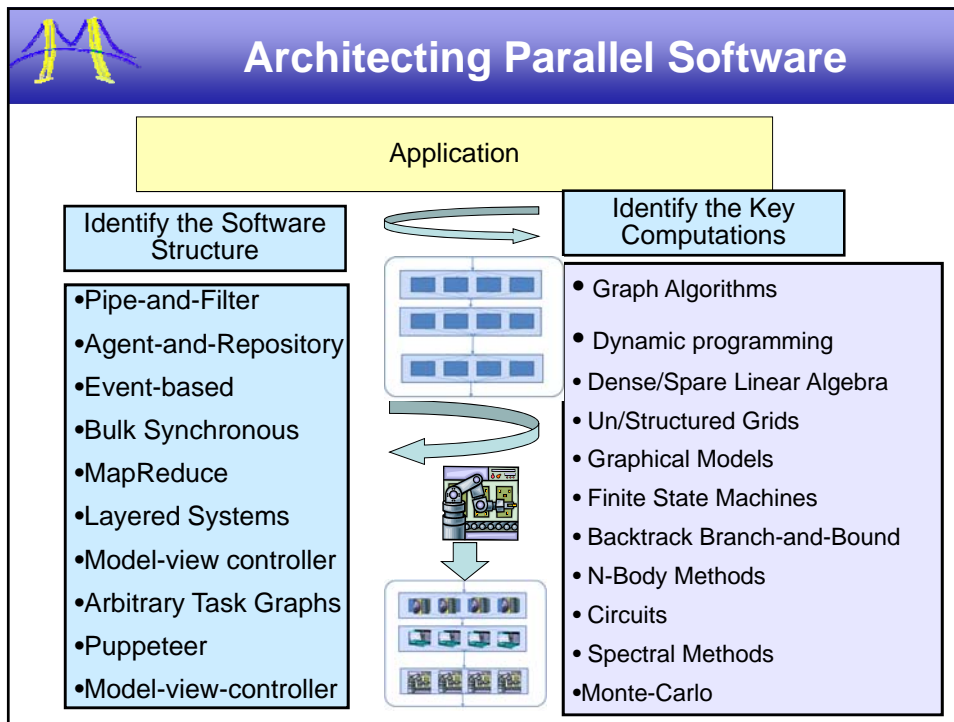 Architecting Parallel Software
Application
Identify the Software
Structure
Identify the Key
Computations
•Pipe-and-Filter
•Agent-and-Repository
•Event-based
•Bulk Synchronous
•MapReduce
•Layered Systems
•Model-view controller
•Arbitrary Task Graphs
•Puppeteer
•Model-view-controller
• Graph Algorithms
• Dynamic programming
• Dense/Spare Linear Algebra
• Un/Structured Grids
• Graphical Models
• Finite State Machines
• Backtrack Branch-and-Bound
• N-Body Methods
• Circuits
• Spectral Methods
•Monte-Carlo